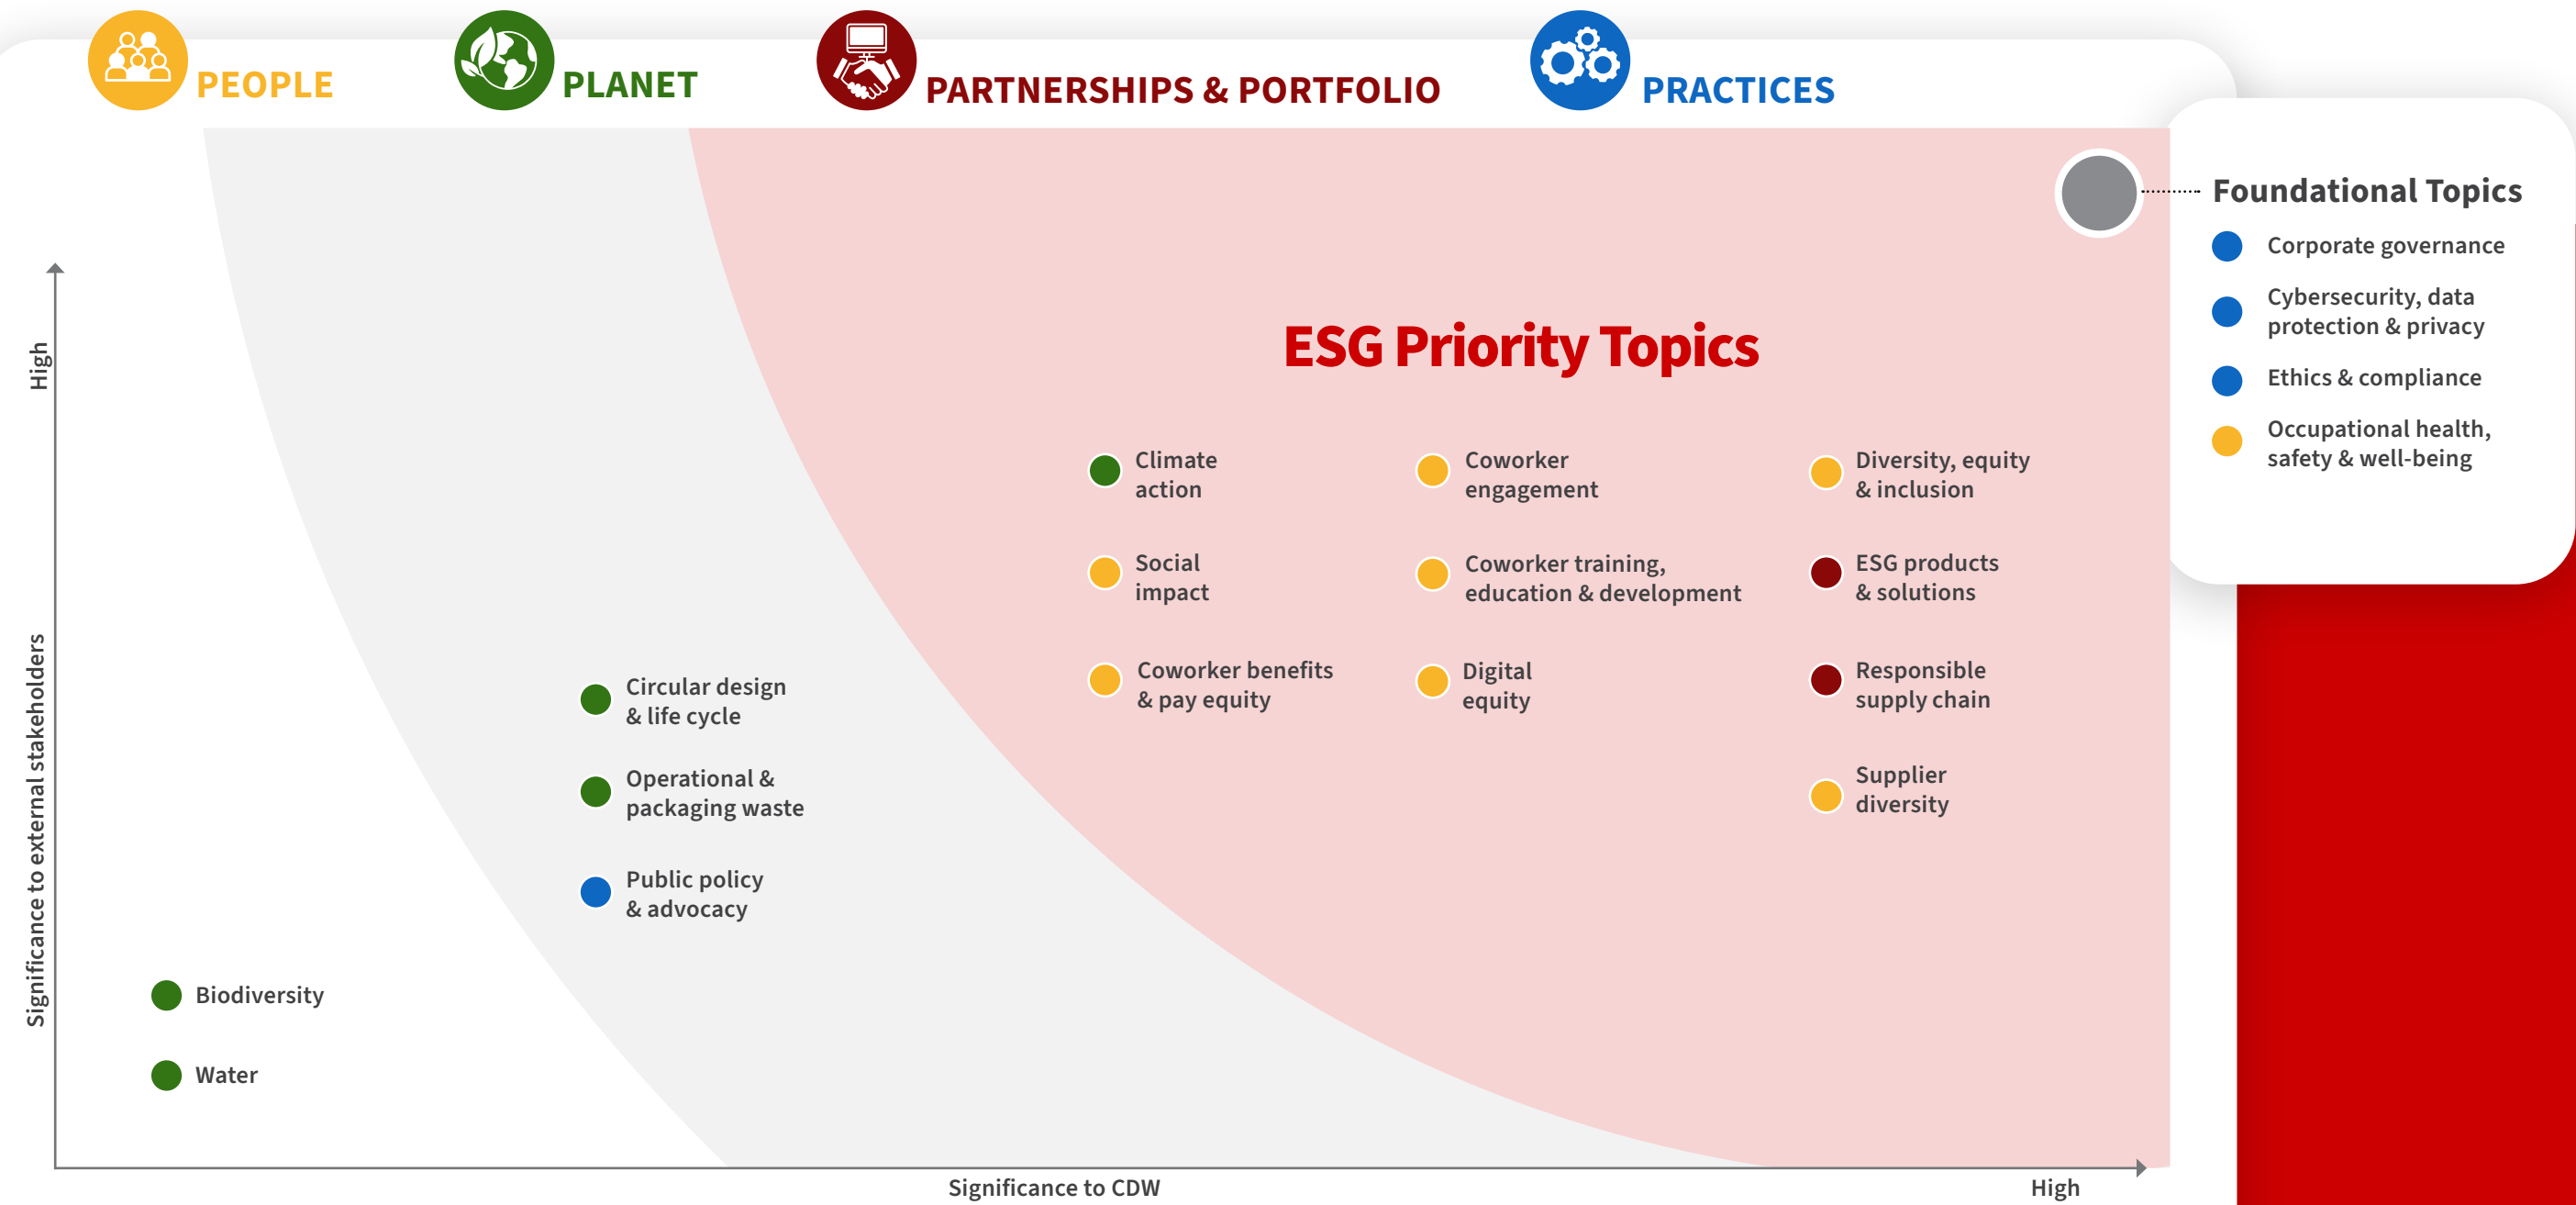 PEOPLE
PLANET
PARTNERSHIPS & PORTFOLIO
PRACTICES
Foundational Topics
Corporate governance
Cybersecurity, data
protection & privacy
Ethics & compliance
Occupational health,
safety & well-being
ESG Priority Topics
Climate
action
Coworker
engagement
Diversity, equity
& inclusion
Social
impact
Coworker training,
education & development
ESG products
& solutions
Coworker benefits
& pay equity
Digital
equity
Responsible
supply chain
Supplier
diversity
Circular design
& life cycle
Operational &
packaging waste
Public policy
& advocacy
Biodiversity
Water
High
Significance to external stakeholders
Significance to CDW
High